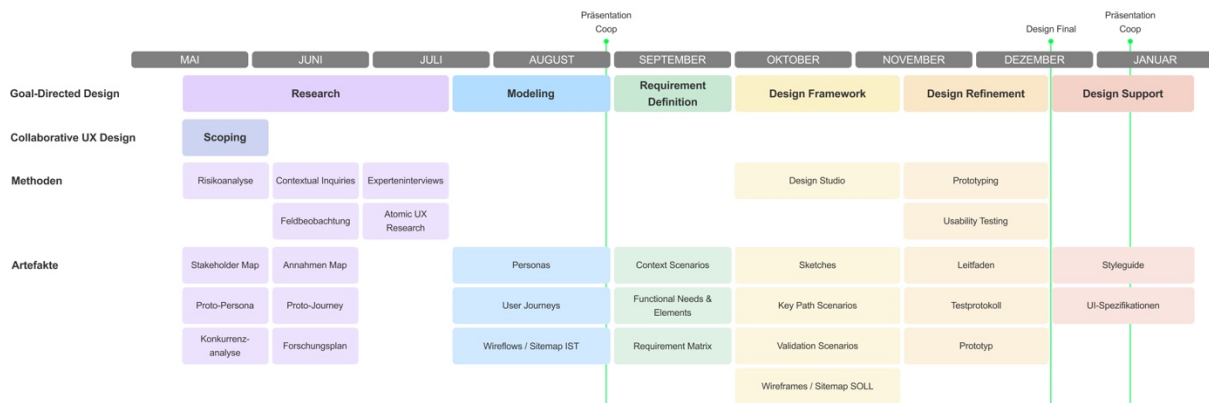 Präsentation
Coop
Design Final
Präsentation
Coop
MAI
JUNI
JULI
AUGUST
SEPTEMBER
OKTOBER
NOVEMBER
DEZEMBER
JANUAR
Goal-Directed Design
Research
Modeling
Requirement
Definition
Design Framework
Design Refinement
Design Support
Collaborative UX Design
Scoping
Methoden
Risikoanalyse
Contextual Inquiries
Experteninterviews
Design Studio
Prototyping
Feldbeobachtung
Atomic UX
Research
Usability Testing
Artefakte
Stakeholder Map
Annahmen Map
Personas
Context Scenarios
Sketches
Leitfaden
Styleguide
Proto-Persona
Proto-Journey
User Journeys
Functional Needs &
Elements
Key Path Scenarios
Testprotokoll
UI-Spezifikationen
Konkurrenz-
analyse
Forschungsplan
Wireflows / Sitemap IST
Requirement Matrix
Validation Scenarios
Prototyp
Wireframes / Sitemap SOLL